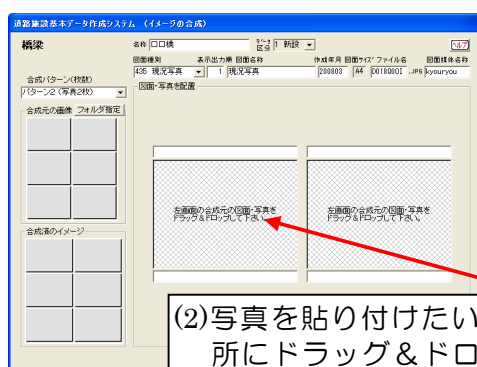 道路施設基本データ作成システム （イメージの合成）
橋梁
名称 口口橋
データ区分 1 新設
ヘルプ
図面種別 表示出力順 図面名称 作成年月 図面サイズ ファイル名 図面媒体名称
435 現況写真 1 現況写真 200803 A4 D0180001 .JPG kyouryou
合成パターン(枚数)
パターン2（写真2枚）
図面・写真を配置
合成元の画像 フォルダ指定
左画面の合成元の図面・写真を
ドラッグ＆ドロップして下さい。
左画面の合成元の図面・写真を
ドラッグ＆ドロップして下さい。
合成済のイメージ
(2)写真を貼り付けたい
所にドラッグ＆ドロ